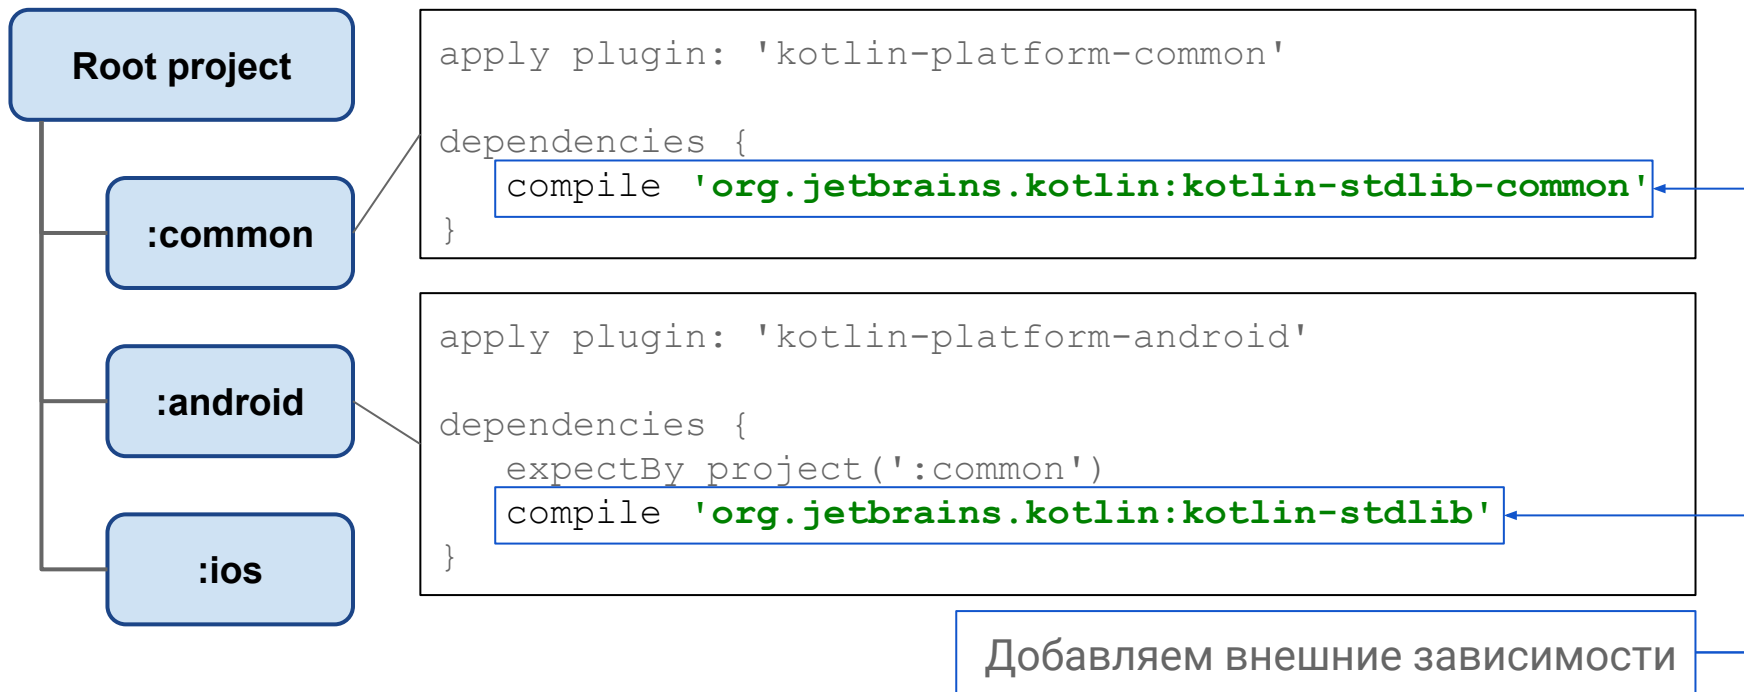 Root project
:common
:android
:ios
apply plugin: 'kotlin-platform-common'
dependencies {
compile 'org.jetbrains.kotlin:kotlin-stdlib-common'
}
apply plugin: 'kotlin-platform-android'
dependencies {
expectBy project(':common')
compile 'org.jetbrains.kotlin:kotlin-stdlib'
}
Добавляем внешние зависимости